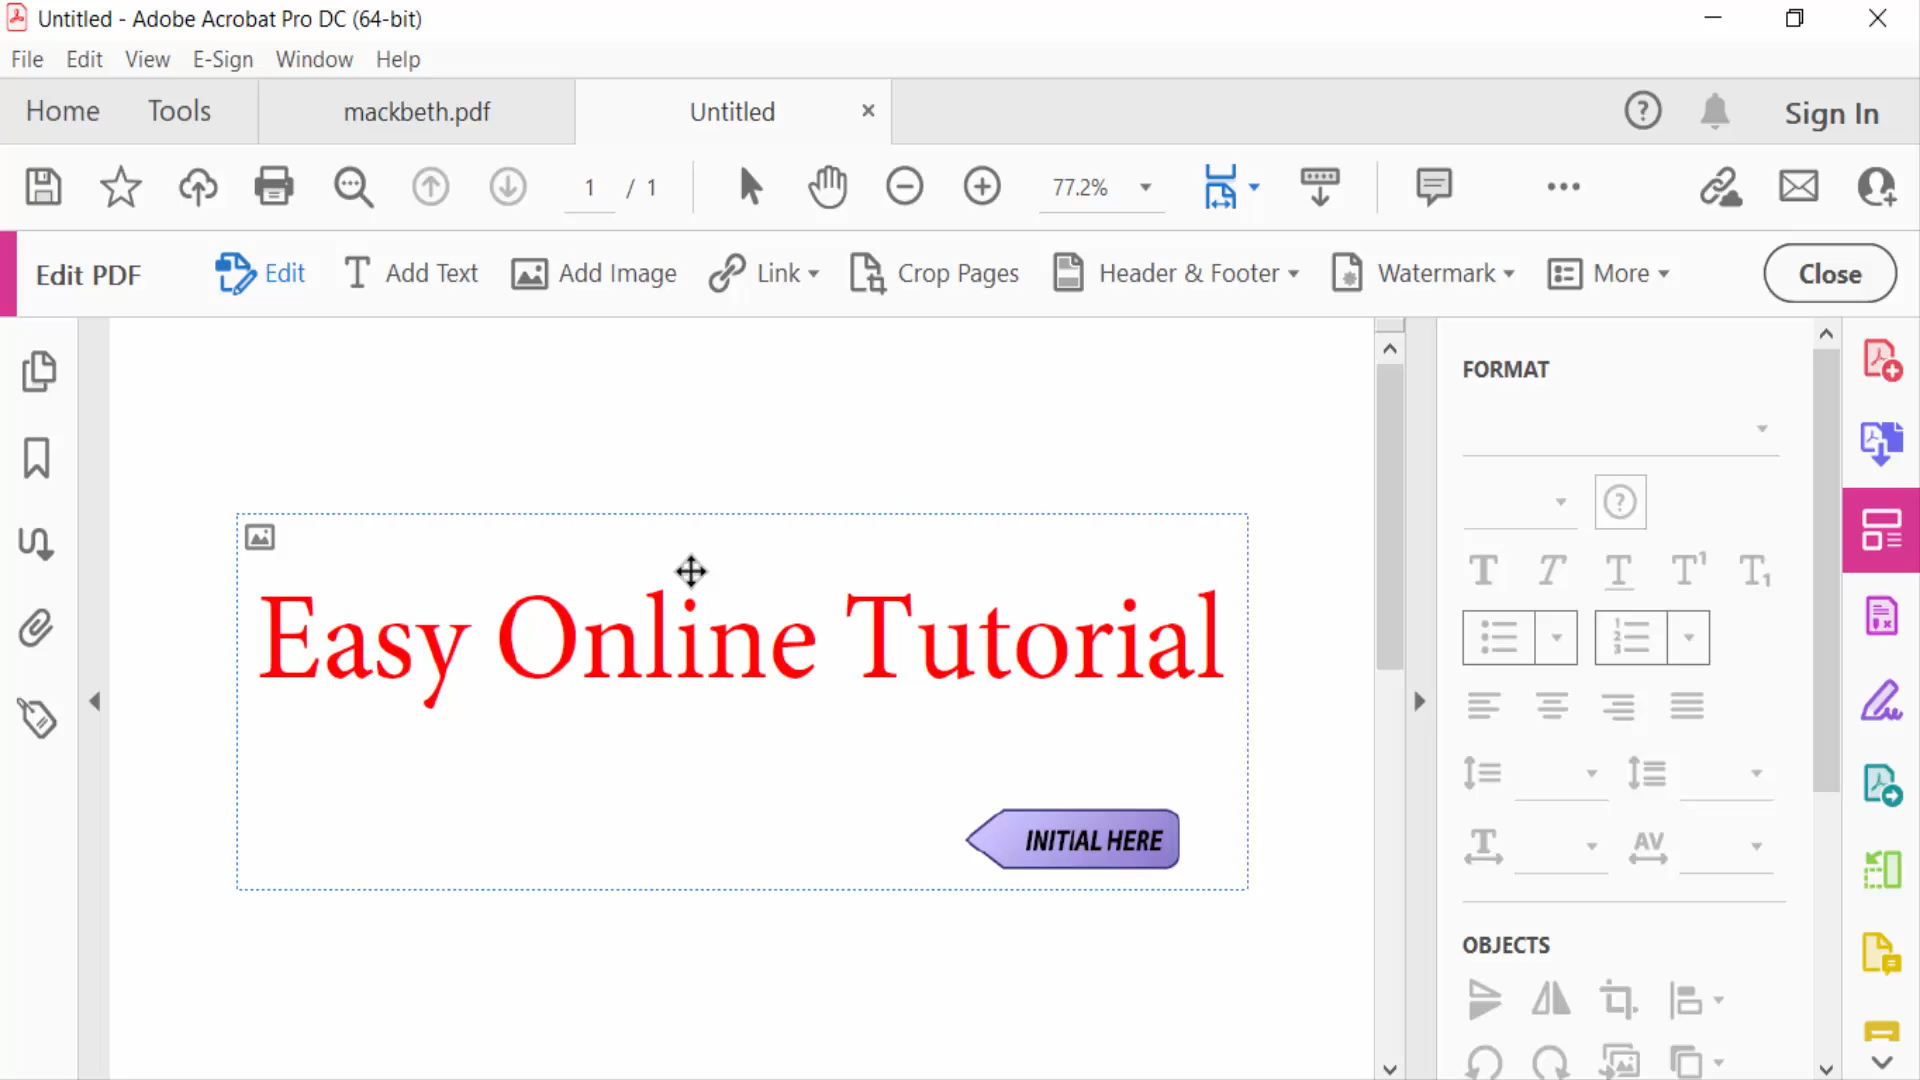 Untitled - Adobe Acrobat Pro DC (64-bit)
File Edit View E-Sign Window Help
Home Tools mackbeth.pdf Untitled Sign In
1 / 1 77.2%
Edit PDF Edit Add Text Add Image Link Crop Pages Header & Footer Watermark More Close
FORMAT
Easy Online Tutorial
INITIAL HERE
OBJECTS